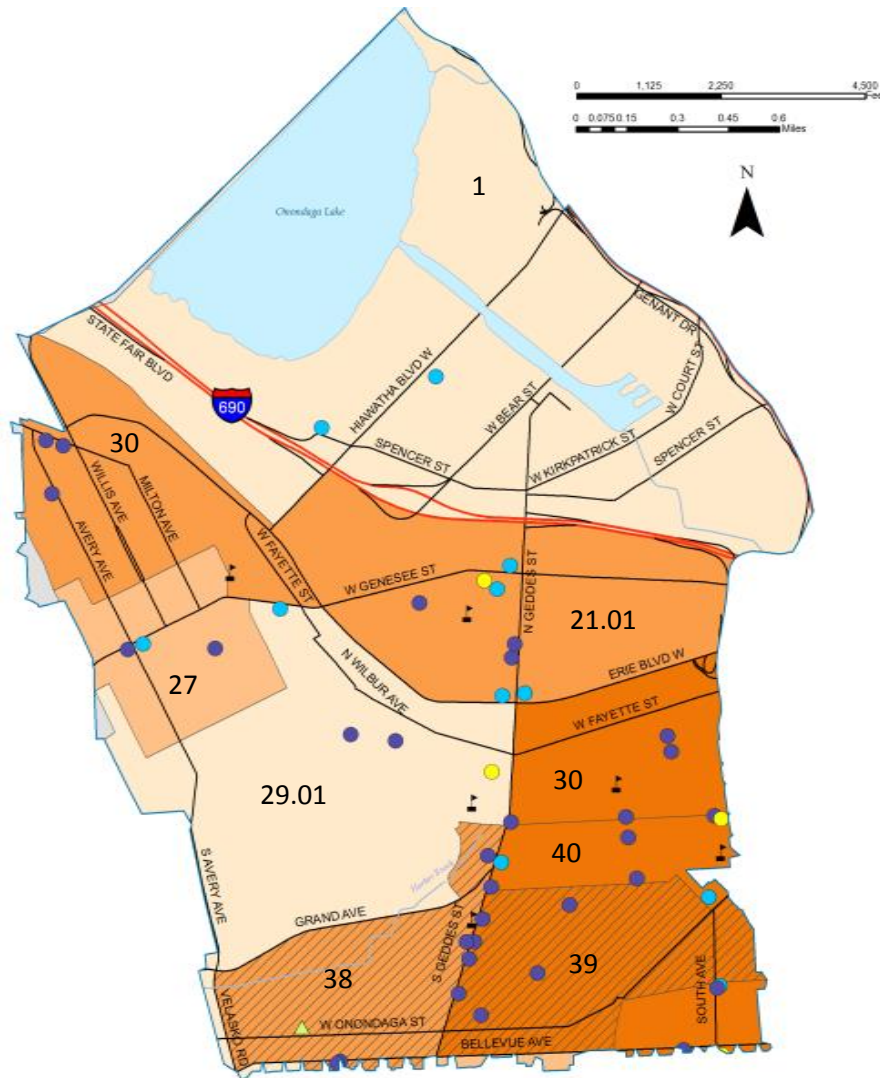 0 1,125 2,250 4,500
Feet
0 0.075 0.15 0.3 0.45 0.6
Miles
N
1
Onondaga Lake
GENANT DR
STATE FAIR BLVD
HIAWATHA BLVD W
W BEAR ST
W COURT ST
690
SPENCER ST
W KIRKPATRICK ST
SPENCER ST
30
WILLIS AVE
MILTON AVE
AVERY AVE
W FAYETTE ST
W GENESEE ST
N GEDDES ST
21.01
27
N WILBUR AVE
ERIE BLVD W
W FAYETTE ST
29.01
30
40
S AVERY AVE
GRAND AVE
S GEDDES ST
38
39
SOUTH AVE
VELASKO RD
W ONONDAGA ST
BELLEVUE AVE